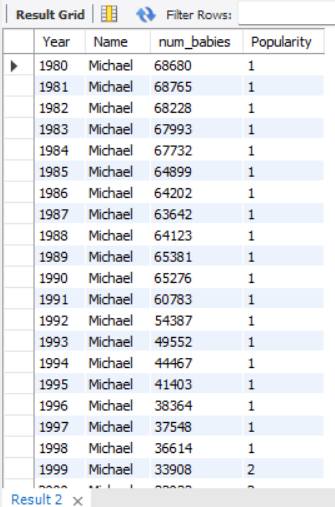 Result Grid Filter Rows:
Year Name num_babies Popularity
1980 Michael 68680 1
1981 Michael 68765 1
1982 Michael 68228 1
1983 Michael 67993 1
1984 Michael 67732 1
1985 Michael 64899 1
1986 Michael 64202 1
1987 Michael 63642 1
1988 Michael 64123 1
1989 Michael 65381 1
1990 Michael 65276 1
1991 Michael 60783 1
1992 Michael 54387 1
1993 Michael 49552 1
1994 Michael 44467 1
1995 Michael 41403 1
1996 Michael 38364 1
1997 Michael 37548 1
1998 Michael 36614 1
1999 Michael 33908 2
Result 2 ×